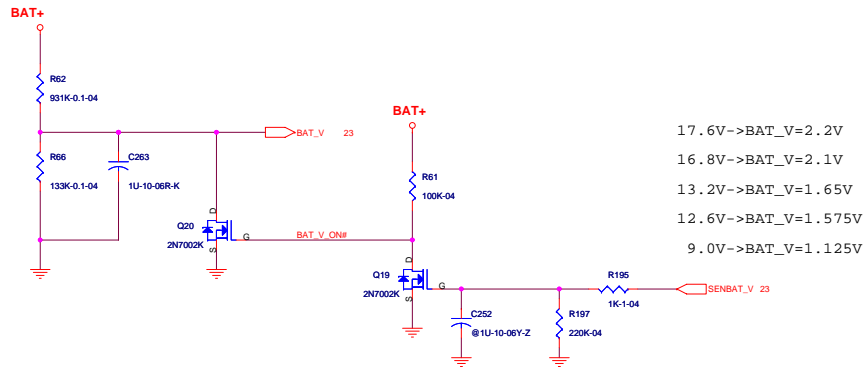 BAT+
R62
931K-0.1-04
BAT_V 23
R66
133K-0.1-04
C263
1U-10-06R-K
Q20
2N7002K
D
S
G
BAT_V_ON#
BAT+
R61
100K-04
Q19
2N7002K
D
S
G
C252
@1U-10-06Y-Z
R197
220K-04
R195
1K-1-04
SENBAT_V 23
17.6V->BAT_V=2.2V
16.8V->BAT_V=2.1V
13.2V->BAT_V=1.65V
12.6V->BAT_V=1.575V
9.0V->BAT_V=1.125V